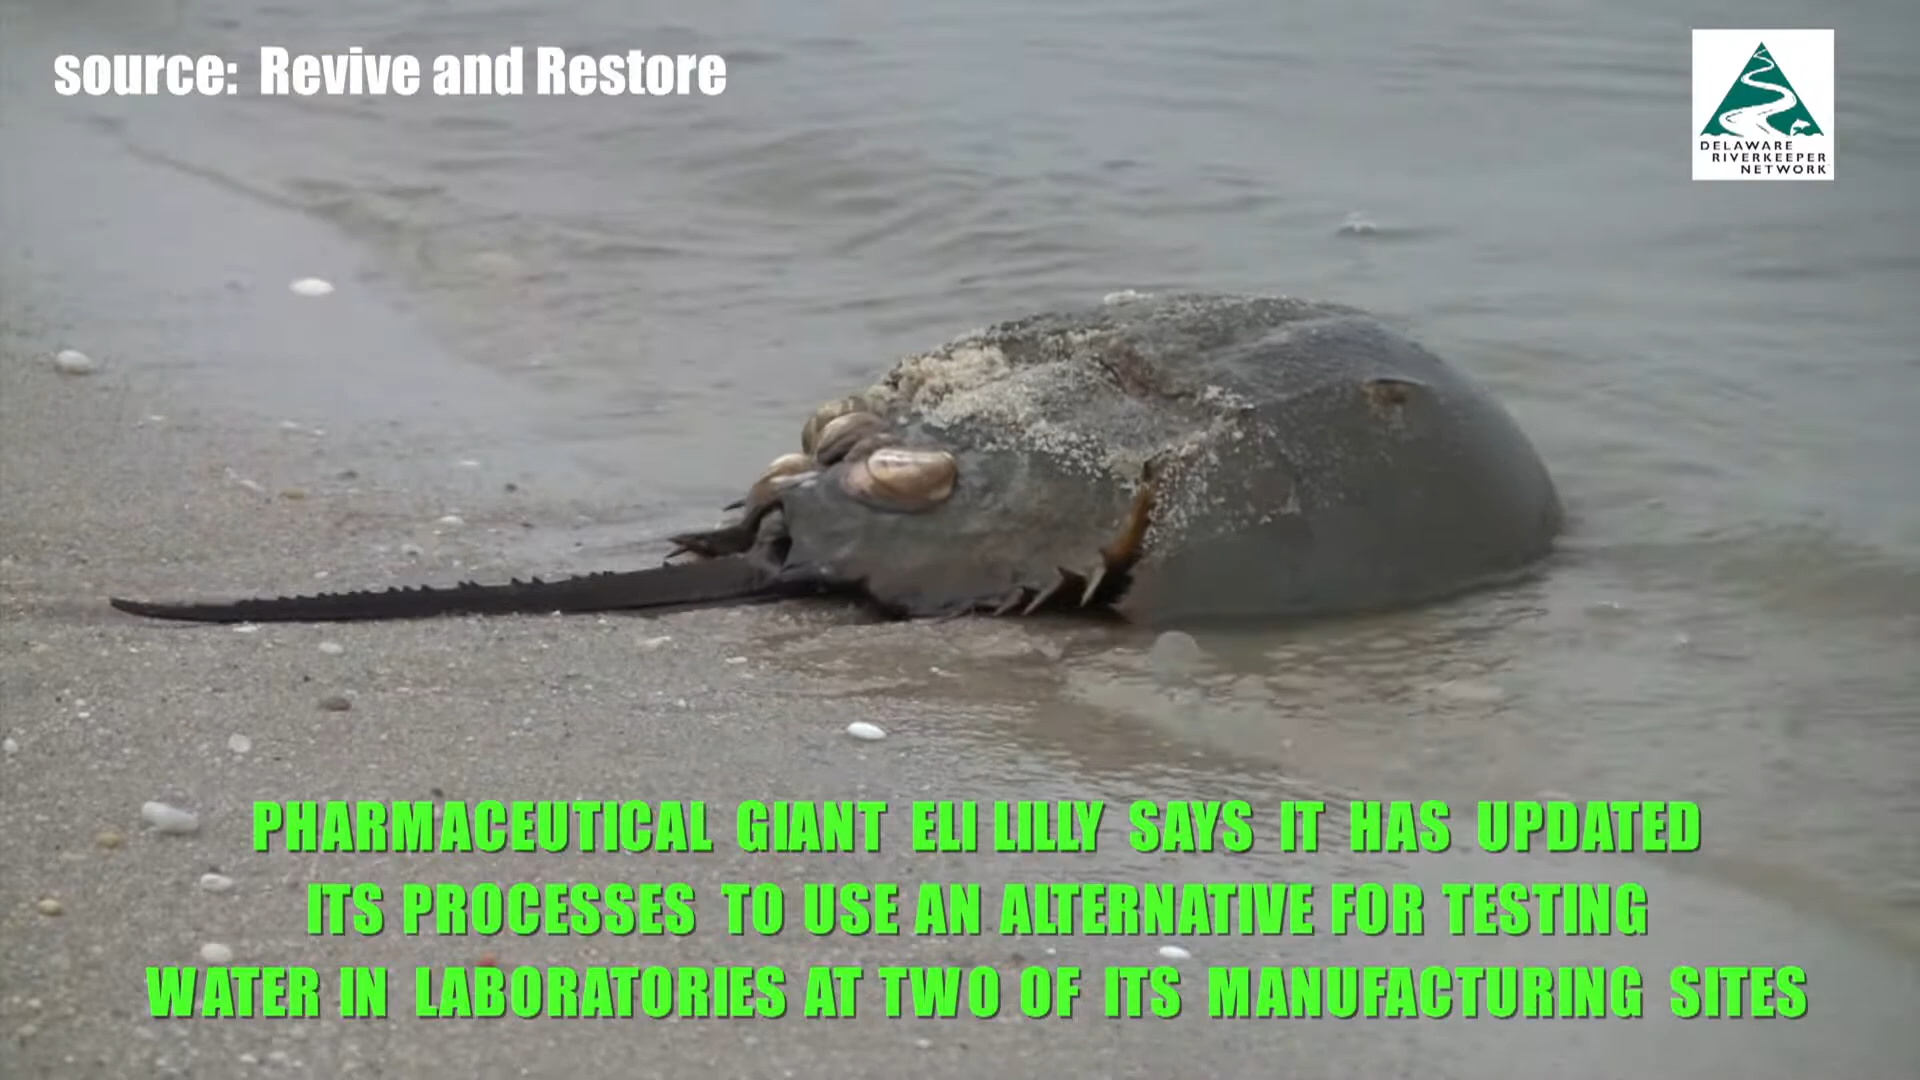 source: Revive and Restore
DELAWARE
RIVERKEEPER
NETWORK
PHARMACEUTICAL GIANT ELI LILLY SAYS IT HAS UPDATED
ITS PROCESSES TO USE AN ALTERNATIVE FOR TESTING
WATER IN LABORATORIES AT TWO OF ITS MANUFACTURING SITES